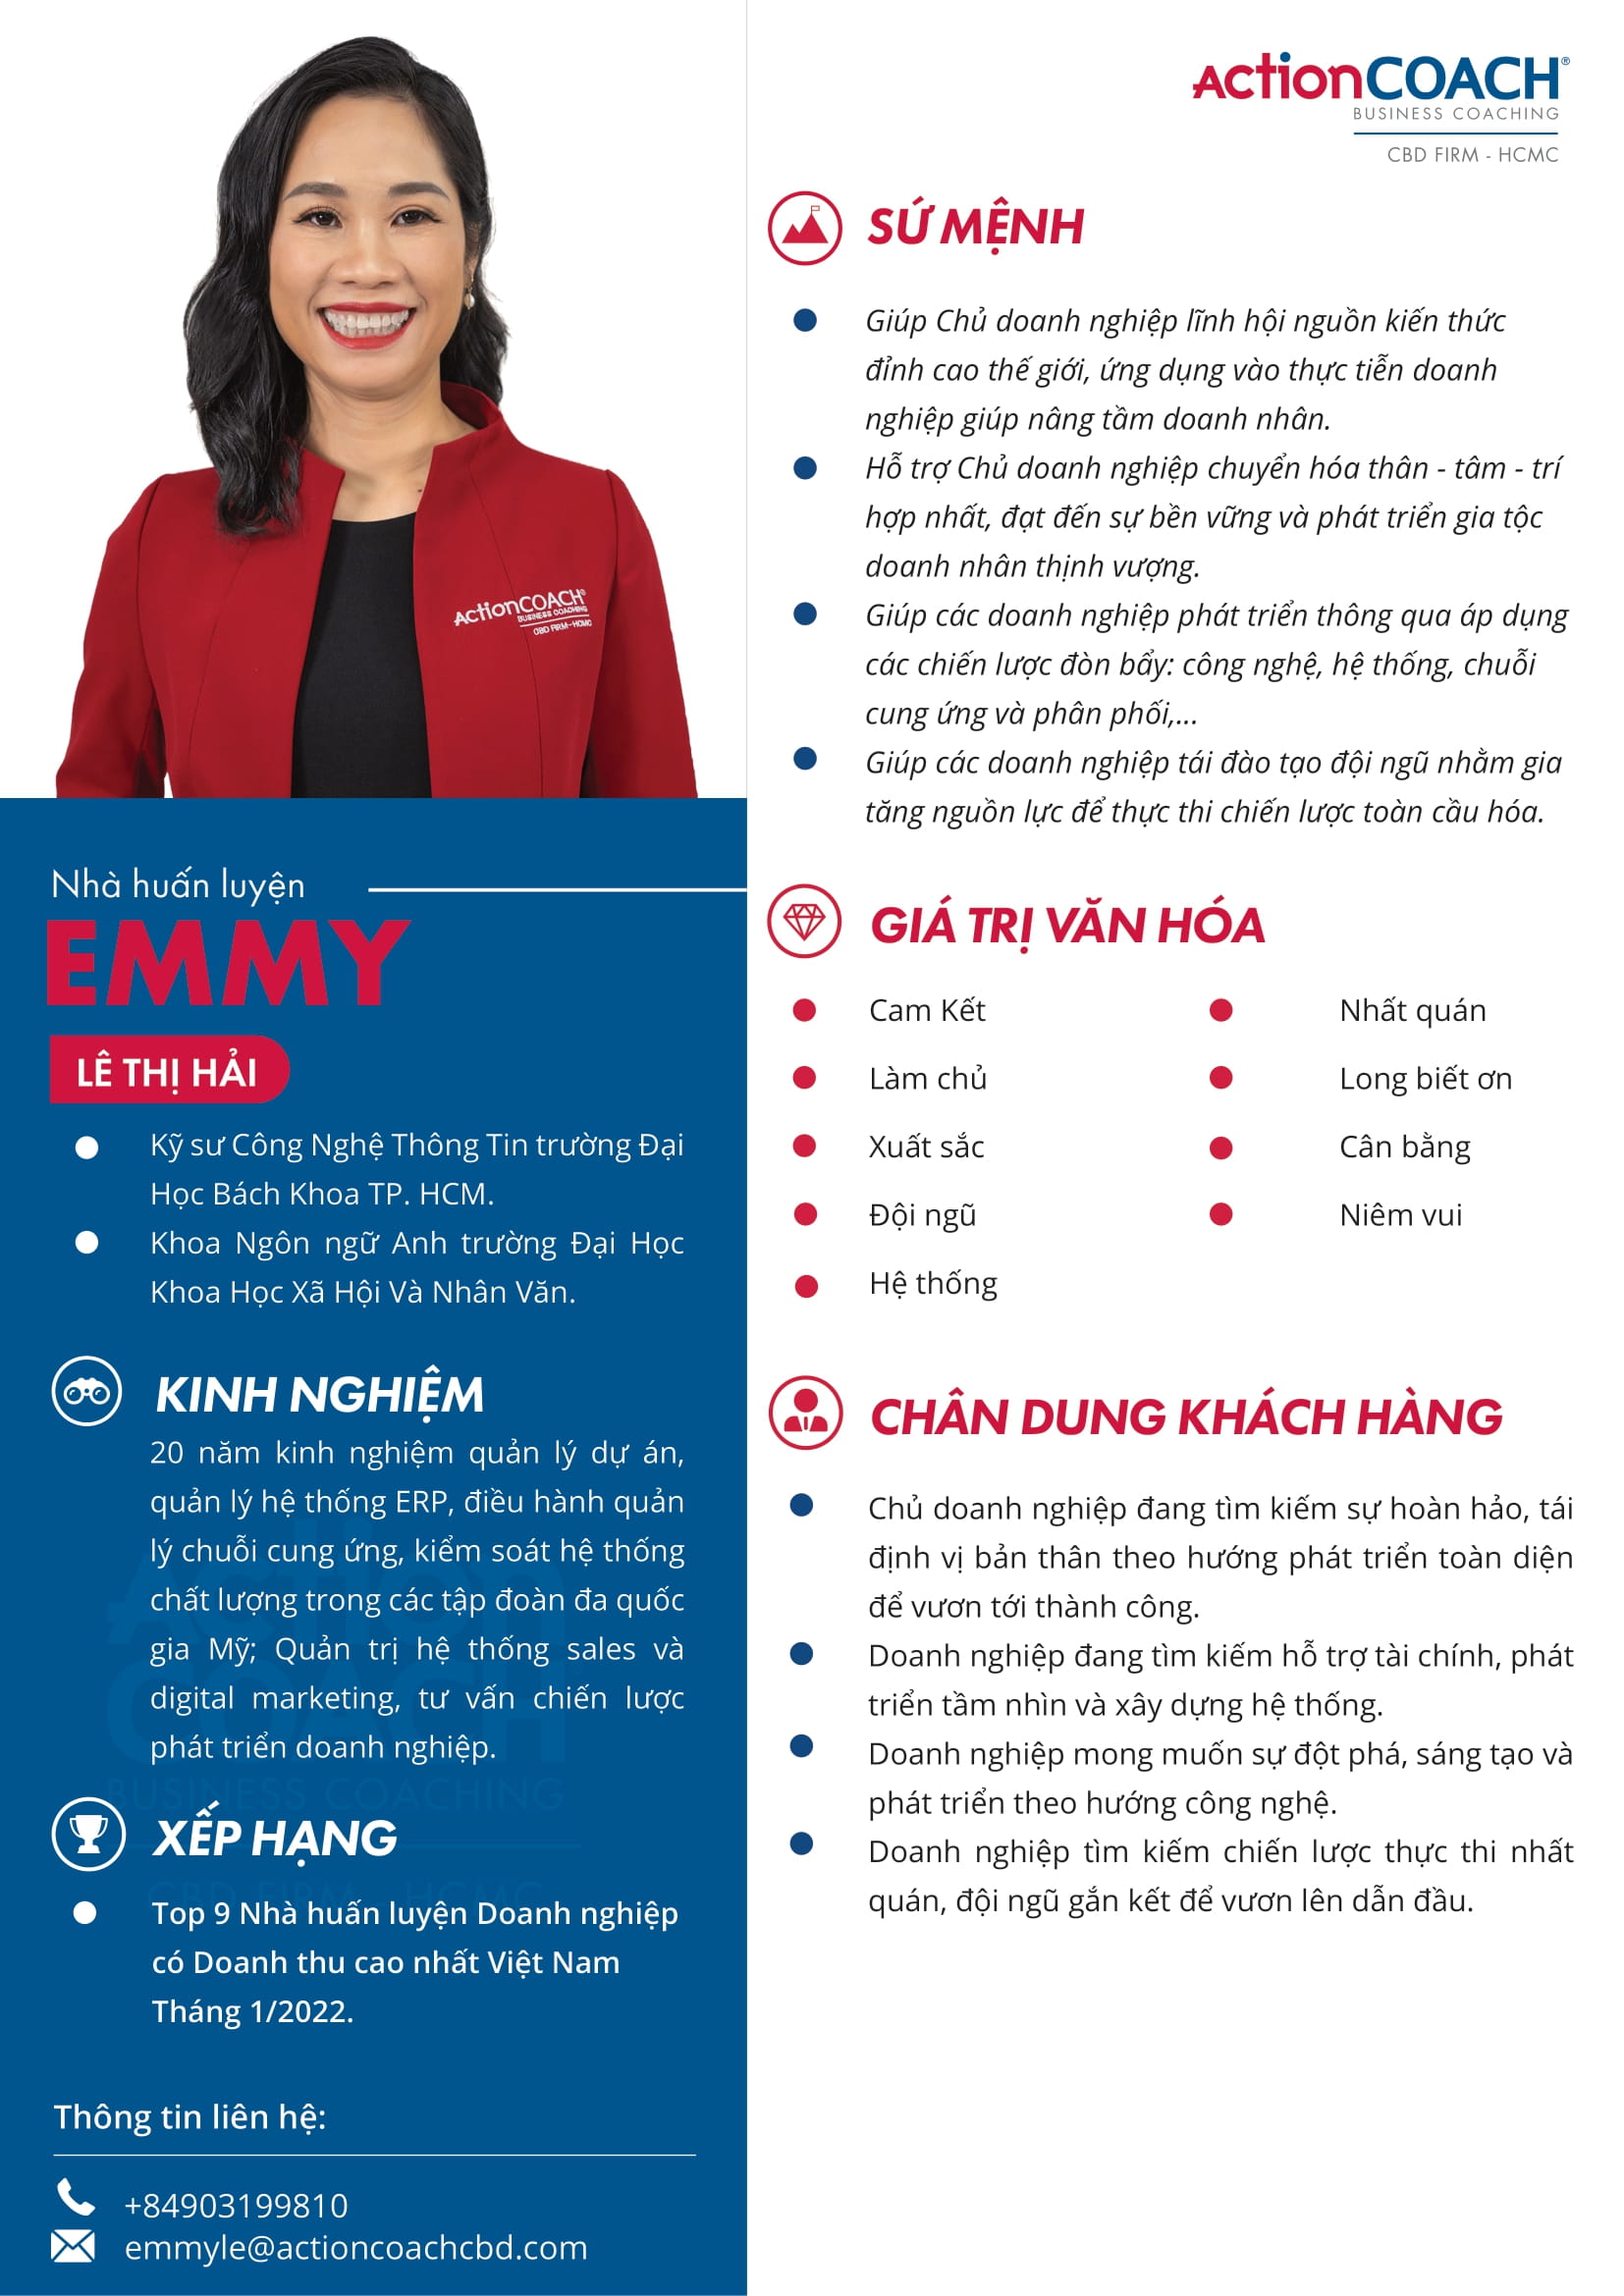 ActionCOACH®
BUSINESS COACHING
CBD FIRM - HCMC
ActionCOACH®
BUSINESS COACHING
CBD FIRM-HCMC
Nhà huấn luyện
EMMY
LÊ THỊ HẢI
Kỹ sư Công Nghệ Thông Tin trường Đại
Học Bách Khoa TP. HCM.
Khoa Ngôn ngữ Anh trường Đại Học
Khoa Học Xã Hội Và Nhân Văn.
KINH NGHIỆM
20 năm kinh nghiệm quản lý dự án,
quản lý hệ thống ERP, điều hành quản
lý chuỗi cung ứng, kiểm soát hệ thống
chất lượng trong các tập đoàn đa quốc
gia Mỹ; Quản trị hệ thống sales và
digital marketing, tư vấn chiến lược
phát triển doanh nghiệp.
Action
COACH
BUSINESS COACHING
CBD FIRM - HCMC
XẾP HẠNG
Top 9 Nhà huấn luyện Doanh nghiệp
có Doanh thu cao nhất Việt Nam
Tháng 1/2022.
Thông tin liên hệ:
+84903199810
emmyle@actioncoachcbd.com
SỨ MỆNH
Giúp Chủ doanh nghiệp lĩnh hội nguồn kiến thức
đỉnh cao thế giới, ứng dụng vào thực tiễn doanh
nghiệp giúp nâng tầm doanh nhân.
Hỗ trợ Chủ doanh nghiệp chuyển hóa thân - tâm - trí
hợp nhất, đạt đến sự bền vững và phát triển gia tộc
doanh nhân thịnh vượng.
Giúp các doanh nghiệp phát triển thông qua áp dụng
các chiến lược đòn bẩy: công nghệ, hệ thống, chuỗi
cung ứng và phân phối,...
Giúp các doanh nghiệp tái đào tạo đội ngũ nhằm gia
tăng nguồn lực để thực thi chiến lược toàn cầu hóa.
GIÁ TRỊ VĂN HÓA
Cam Kết
Làm chủ
Xuất sắc
Đội ngũ
Hệ thống
Nhất quán
Long biết ơn
Cân bằng
Niêm vui
CHÂN DUNG KHÁCH HÀNG
Chủ doanh nghiệp đang tìm kiếm sự hoàn hảo, tái
định vị bản thân theo hướng phát triển toàn diện
để vươn tới thành công.
Doanh nghiệp đang tìm kiếm hỗ trợ tài chính, phát
triển tầm nhìn và xây dựng hệ thống.
Doanh nghiệp mong muốn sự đột phá, sáng tạo và
phát triển theo hướng công nghệ.
Doanh nghiệp tìm kiếm chiến lược thực thi nhất
quán, đội ngũ gắn kết để vươn lên dẫn đầu.